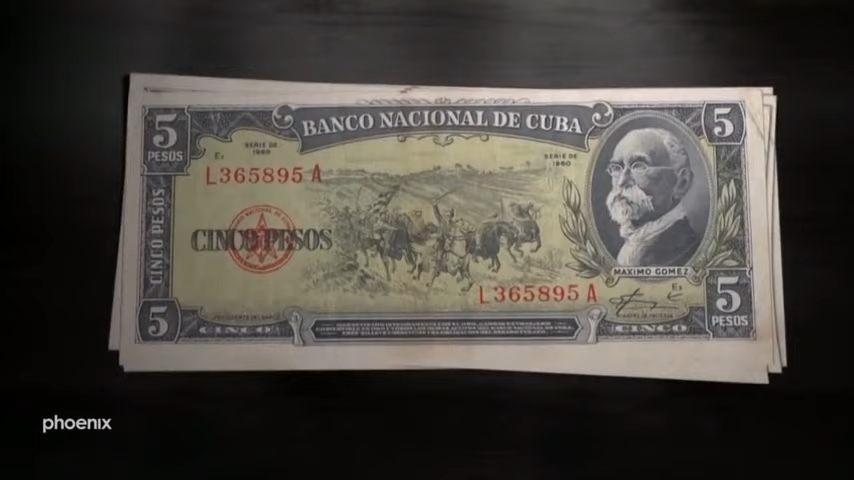 BANCO NACIONAL DE CUBA
5
PESOS
5
SERIE DE
1960
SERIE DE
1960
L365895 A
CINCO PESOS
CINCO PESOS
MAXIMO GOMEZ
L365895 A
5
CINCO
CINCO
5
PESOS
phoenix